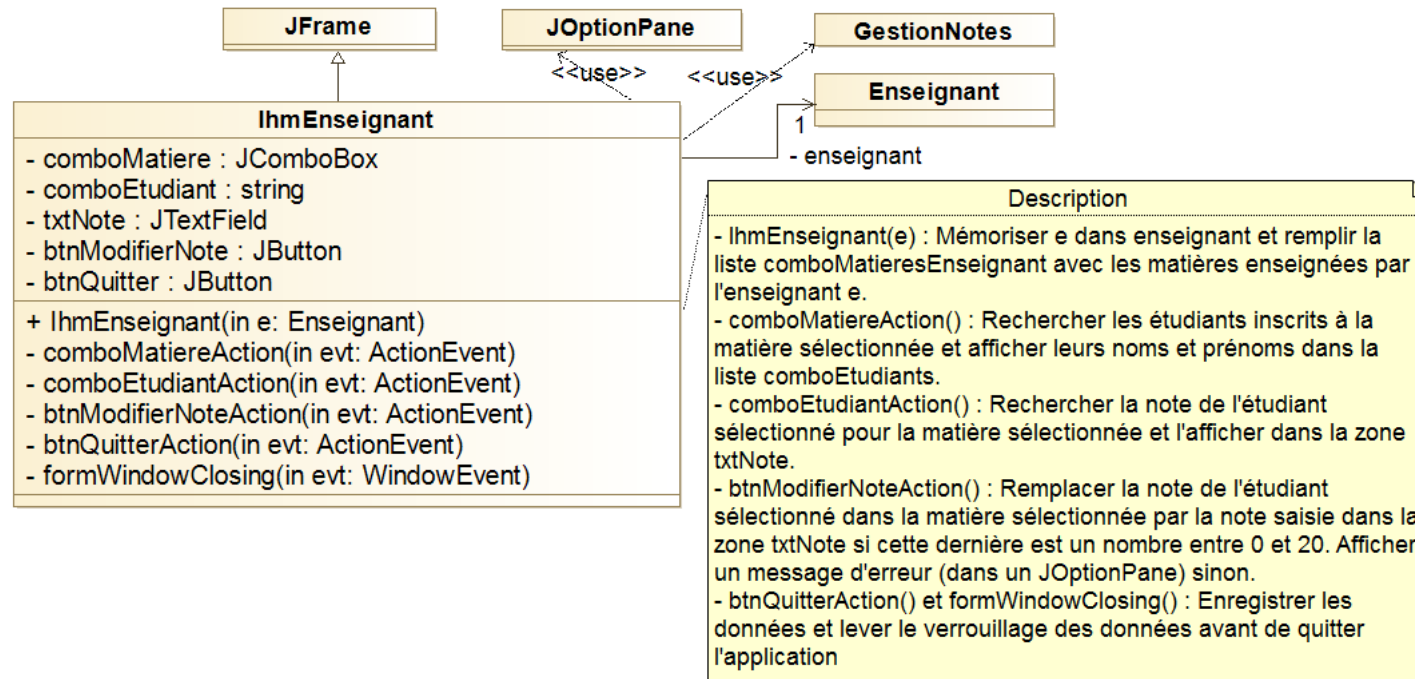 JFrame
JOptionPane
GestionNotes
<<use>>
<<use>>
Enseignant
1
- enseignant
IhmEnseignant
- comboMatiere : JComboBox
- comboEtudiant : string
- txtNote : JTextField
- btnModifierNote : JButton
- btnQuitter : JButton
+ IhmEnseignant(in e: Enseignant)
- comboMatiereAction(in evt: ActionEvent)
- comboEtudiantAction(in evt: ActionEvent)
- btnModifierNoteAction(in evt: ActionEvent)
- btnQuitterAction(in evt: ActionEvent)
- formWindowClosing(in evt: WindowEvent)
Description
- IhmEnseignant(e) : Mémoriser e dans enseignant et remplir la
liste comboMatieresEnseignant avec les matières enseignées par
l'enseignant e.
- comboMatiereAction() : Rechercher les étudiants inscrits à la
matière sélectionnée et afficher leurs noms et prénoms dans la
liste comboEtudiants.
- comboEtudiantAction() : Rechercher la note de l'étudiant
sélectionné pour la matière sélectionnée et l'afficher dans la zone
txtNote.
- btnModifierNoteAction() : Remplacer la note de l'étudiant
sélectionné dans la matière sélectionnée par la note saisie dans la
zone txtNote si cette dernière est un nombre entre 0 et 20. Afficher
un message d'erreur (dans un JOptionPane) sinon.
- btnQuitterAction() et formWindowClosing() : Enregistrer les
données et lever le verrouillage des données avant de quitter
l'application